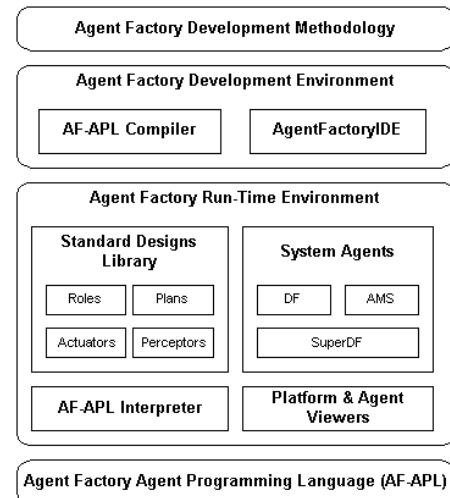 Agent Factory Development Methodology
Agent Factory Development Environment
AF-APL Compiler
AgentFactoryIDE
Agent Factory Run-Time Environment
Standard Designs
Library
Roles
Plans
Actuators
Perceptors
System Agents
DF
AMS
SuperDF
AF-APL Interpreter
Platform & Agent
Viewers
Agent Factory Agent Programming Language (AF-APL)